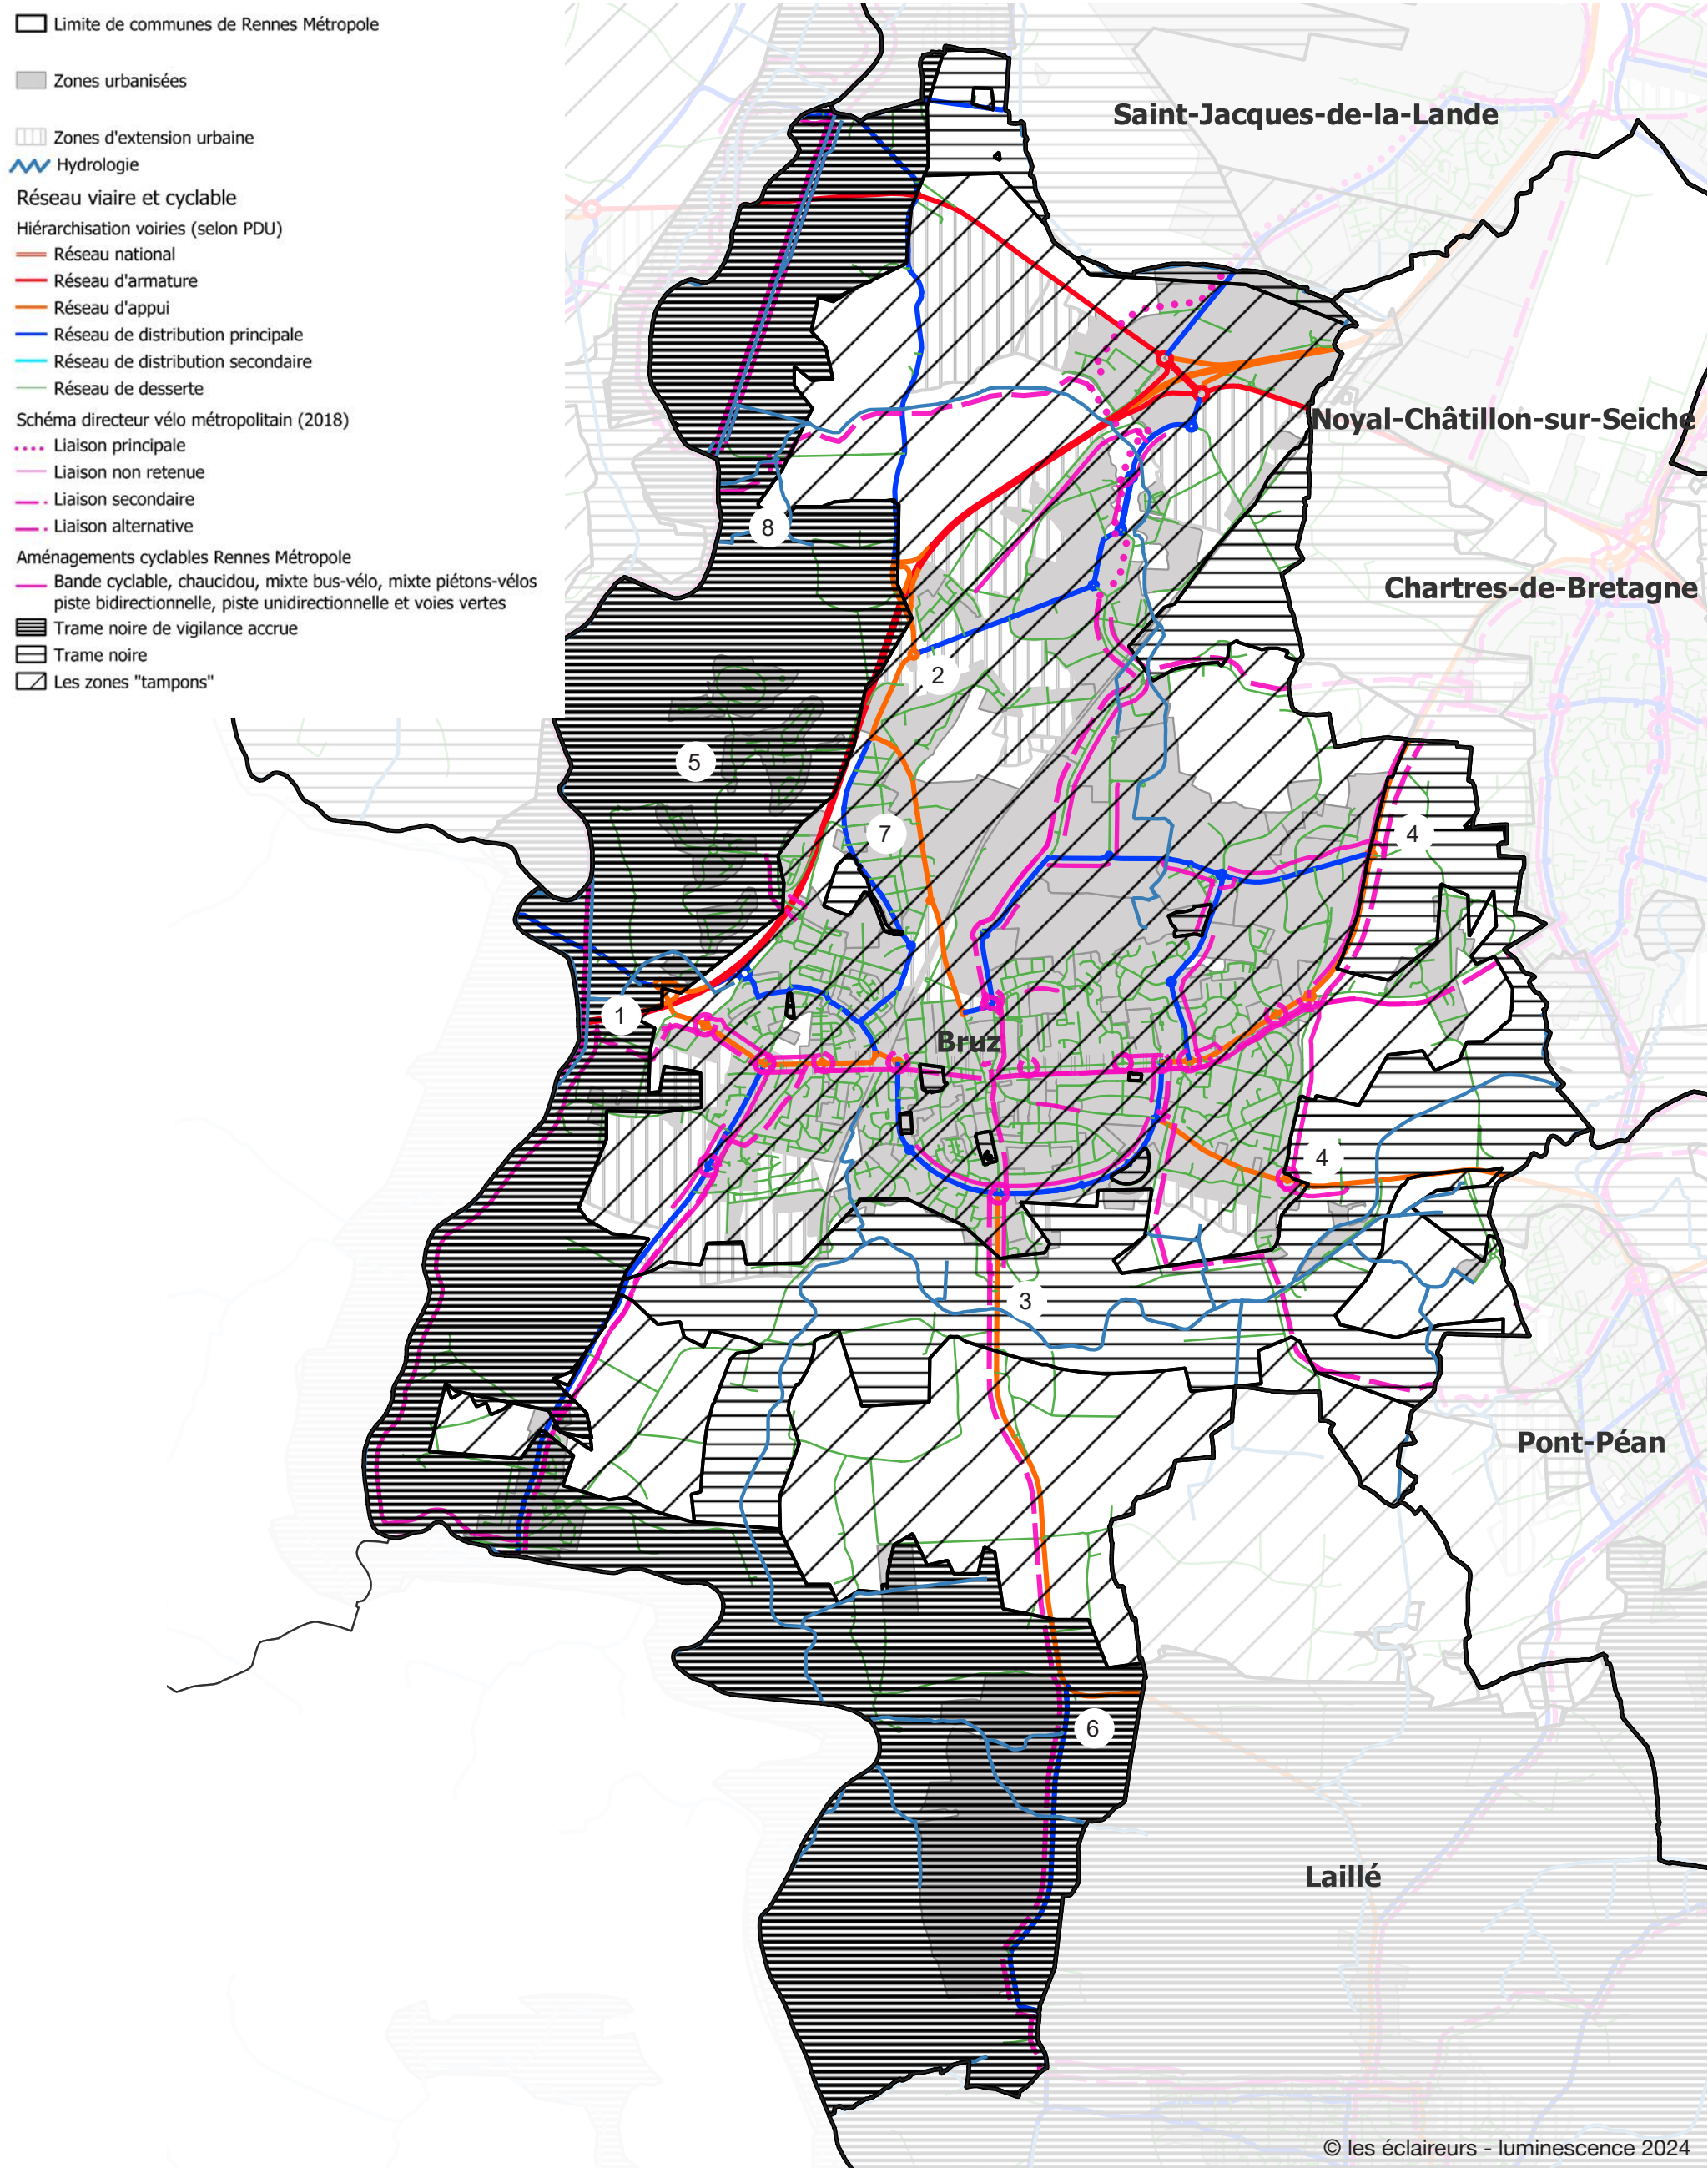 Limite de communes de Rennes Métropole
Zones urbanisées
Zones d'extension urbaine
Hydrologie
Réseau viaire et cyclable
Hiérarchisation voiries (selon PDU)
Réseau national
Réseau d'armature
Réseau d'appui
Réseau de distribution principale
Réseau de distribution secondaire
Réseau de desserte
Schéma directeur vélo métropolitain (2018)
Liaison principale
Liaison non retenue
Liaison secondaire
Liaison alternative
Aménagements cyclables Rennes Métropole
Bande cyclable, chaucidou, mixte bus-vélo, mixte piétons-vélos
piste bidirectionnelle, piste unidirectionnelle et voies vertes
Trame noire de vigilance accrue
Trame noire
Les zones "tampons"
Saint-Jacques-de-la-Lande
Noyal-Châtillon-sur-Seiche
8
Chartres-de-Bretagne
2
5
7
4
1
Bruz
4
3
Pont-Péan
6
Laillé
© les éclaireurs - luminescence 2024